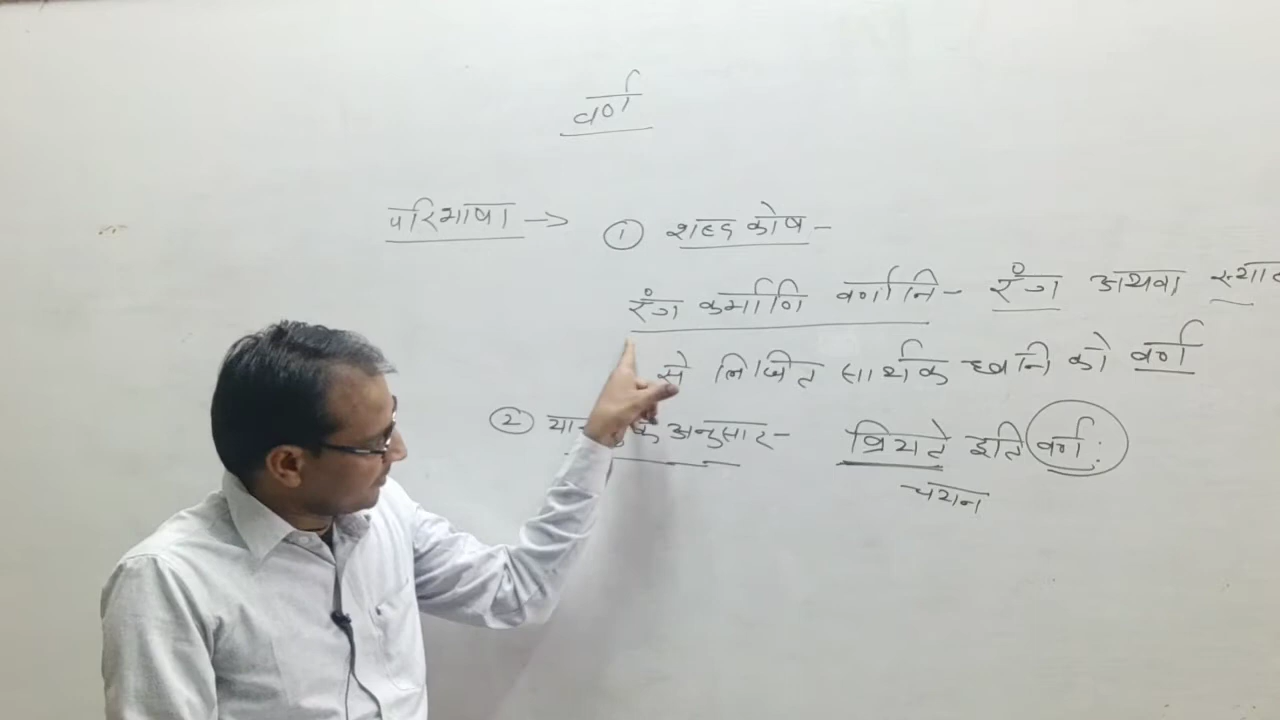 वर्ण
परिभाषा → ① शब्द कोष -
रंग कर्माणि वर्णानि - रंग अथवा
से लिखित सार्थक ध्वनि को वर्ण
② अनुसार - व्रियते इति वर्ण:
चयन